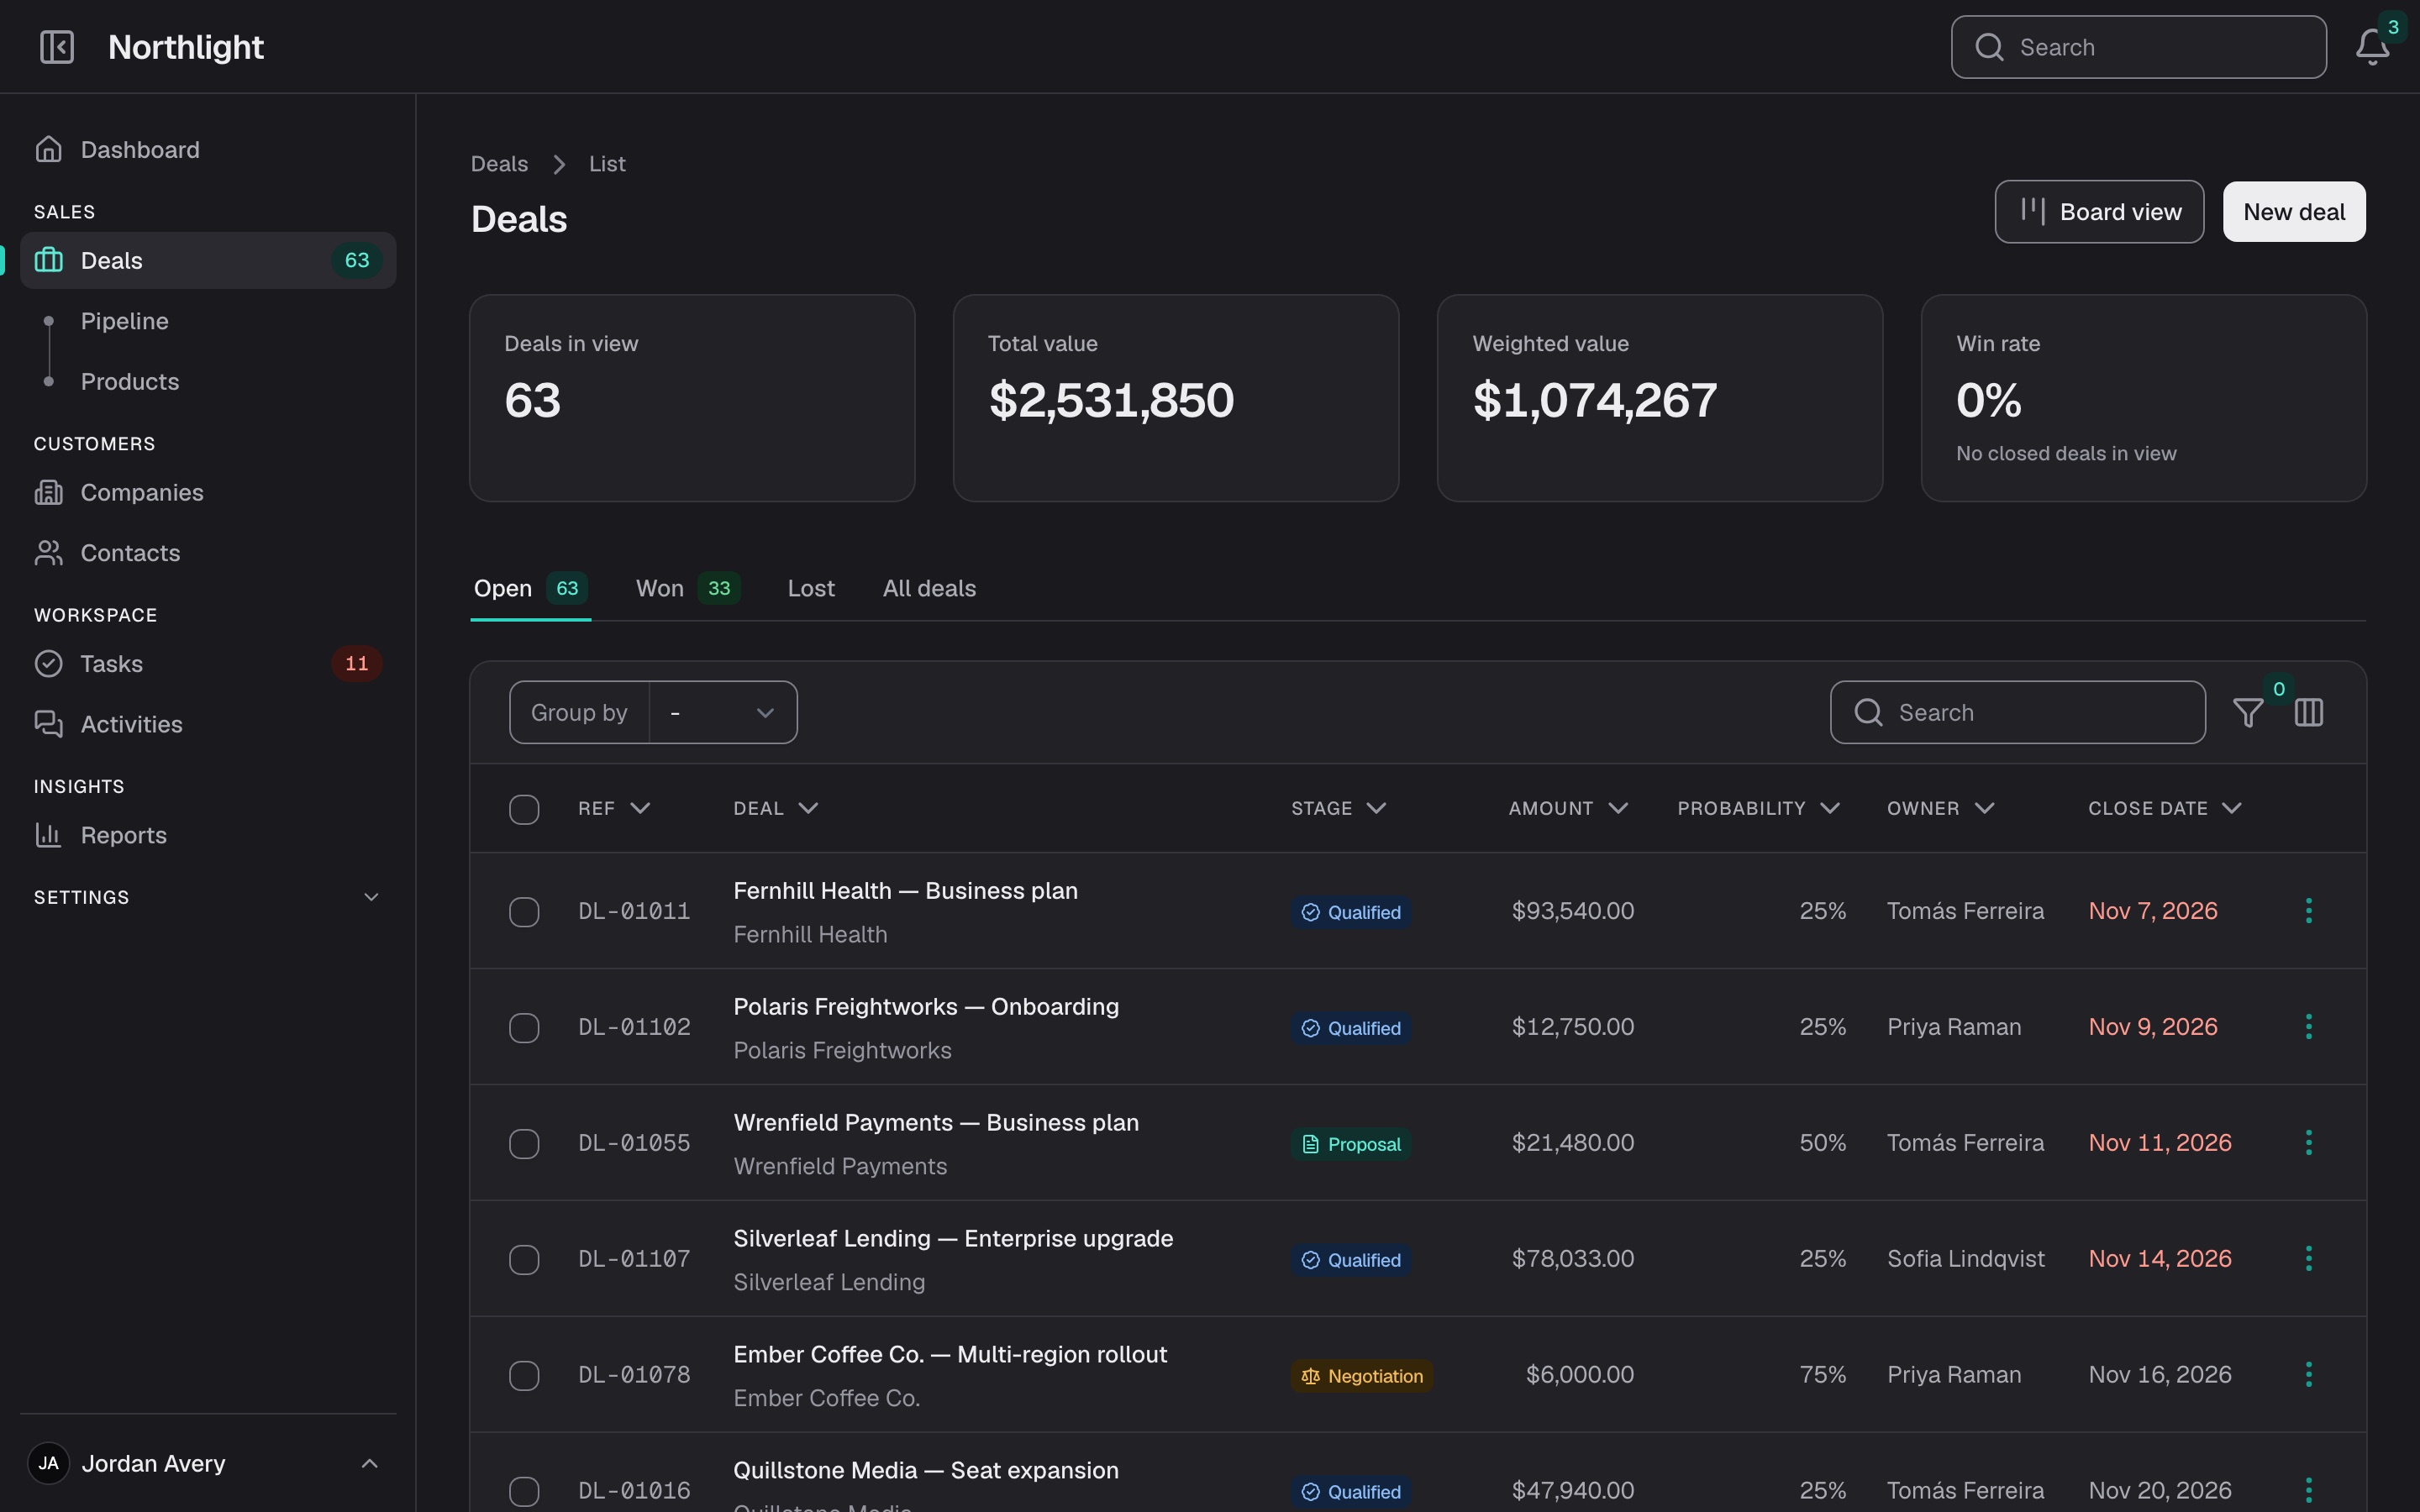 Northlight
Search
3
Dashboard
SALES
Deals 63
Pipeline
Products
CUSTOMERS
Companies
Contacts
WORKSPACE
Tasks 11
Activities
INSIGHTS
Reports
SETTINGS
JA Jordan Avery
Deals List
Deals
Board view
New deal
Deals in view
63
Total value
$2,531,850
Weighted value
$1,074,267
Win rate
0%
No closed deals in view
Open 63 Won 33 Lost All deals
Group by -
Search
0
REF DEAL STAGE AMOUNT PROBABILITY OWNER CLOSE DATE
DL-01011 Fernhill Health — Business plan Qualified $93,540.00 25% Tomás Ferreira Nov 7, 2026
Fernhill Health
DL-01102 Polaris Freightworks — Onboarding Qualified $12,750.00 25% Priya Raman Nov 9, 2026
Polaris Freightworks
DL-01055 Wrenfield Payments — Business plan Proposal $21,480.00 50% Tomás Ferreira Nov 11, 2026
Wrenfield Payments
DL-01107 Silverleaf Lending — Enterprise upgrade Qualified $78,033.00 25% Sofia Lindqvist Nov 14, 2026
Silverleaf Lending
DL-01078 Ember Coffee Co. — Multi-region rollout Negotiation $6,000.00 75% Priya Raman Nov 16, 2026
Ember Coffee Co.
DL-01016 Quillstone Media — Seat expansion Qualified $47,940.00 25% Tomás Ferreira Nov 20, 2026